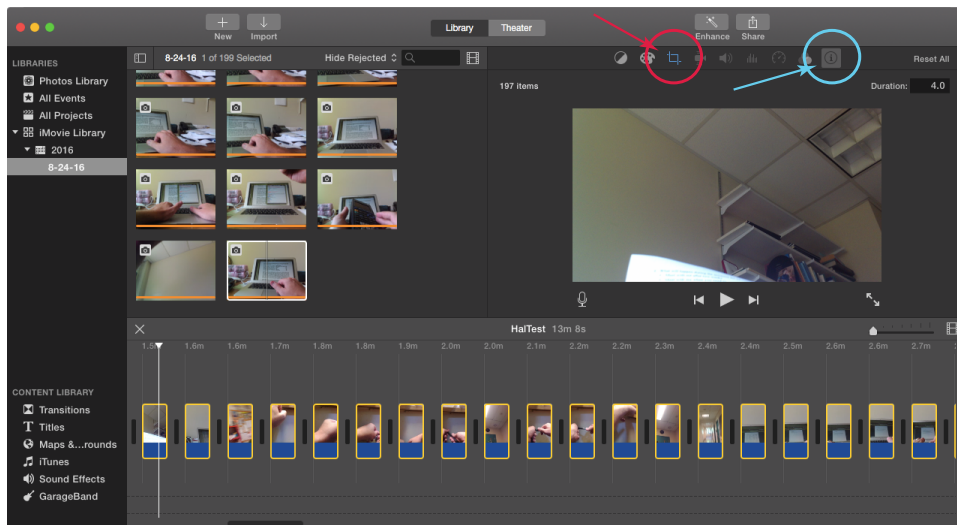 New Import
Library Theater
Enhance Share
LIBRARIES
Photos Library
All Events
All Projects
iMovie Library
2016
8-24-16
8-24-16 1 of 199 Selected Hide Rejected
Reset All
197 items
Duration: 4.0
HalTest 13m 8s
1.6m 1.6m 1.7m 1.8m 1.8m 1.9m 2.0m 2.0m 2.1m 2.2m 2.2m 2.3m 2.4m 2.4m 2.5m 2.6m 2.6m 2.7m
CONTENT LIBRARY
Transitions
T Titles
Maps &...rounds
iTunes
Sound Effects
GarageBand